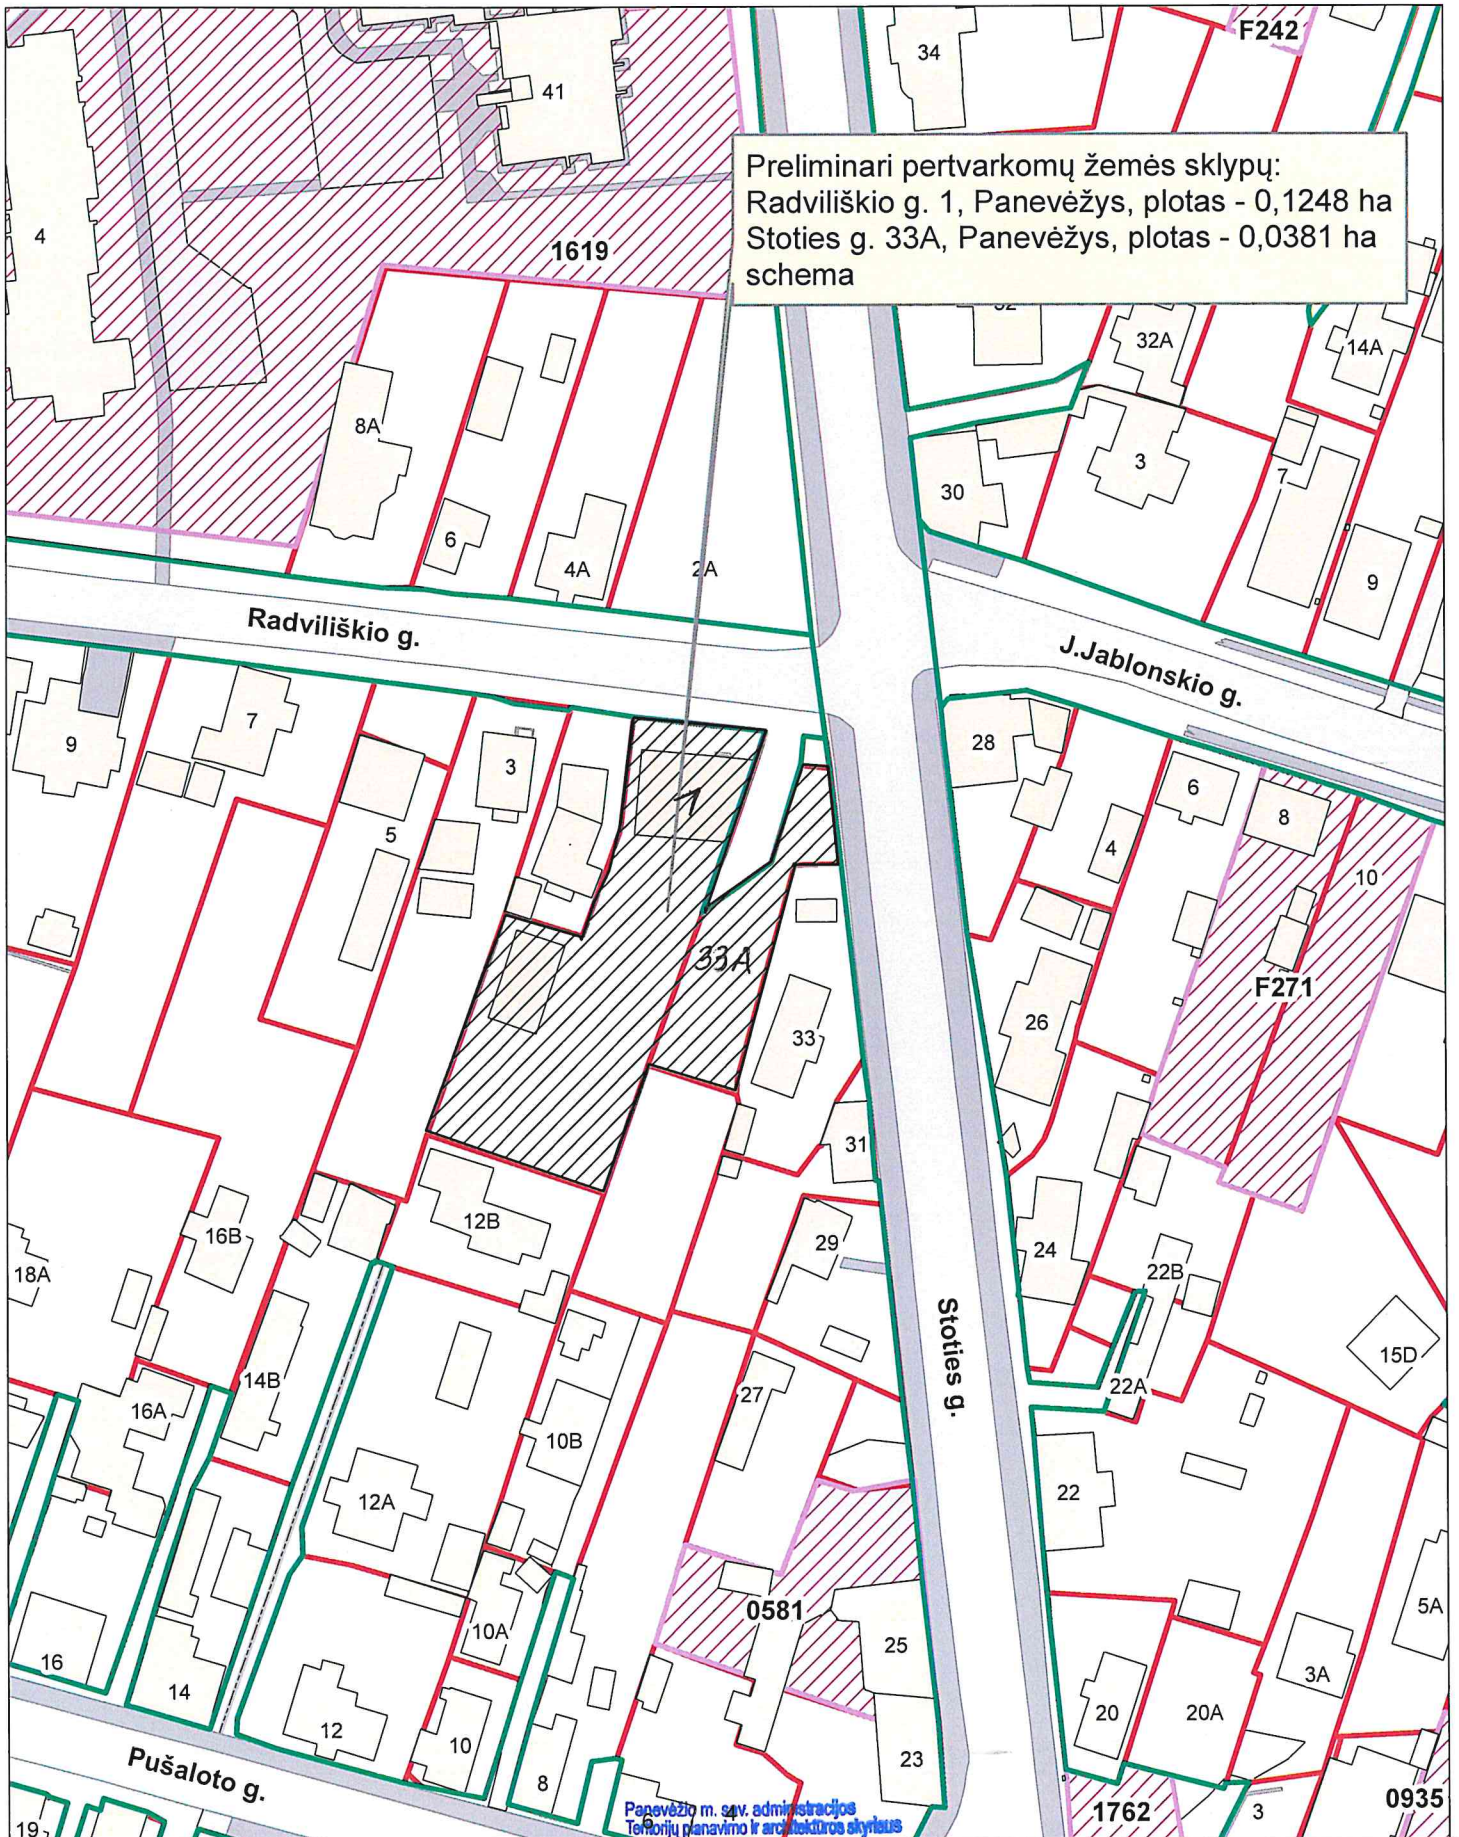 F242
34
41
Preliminari pertvarkomų žemės sklypų:
Radviliškio g. 1, Panevėžys, plotas - 0,1248 ha
Stoties g. 33A, Panevėžys, plotas - 0,0381 ha
schema
4
1619
32A
14A
8A
3
7
30
6
4A
2A
9
Radviliškio g.
J.Jablonskio g.
9
7
3
28
6
8
1
5
4
10
33A
F271
33
26
31
12B
16B
29
24
22B
18A
Stoties g.
15D
14B
27
22A
16A
10B
12A
22
0581
5A
10A
25
16
3A
14
20
20A
12
10
23
Pušaloto g.
8
0935
Panevėžio m. sav. administracijos
Teritorijų planavimo ir architektūros skyriaus
6
4
1762
3
19